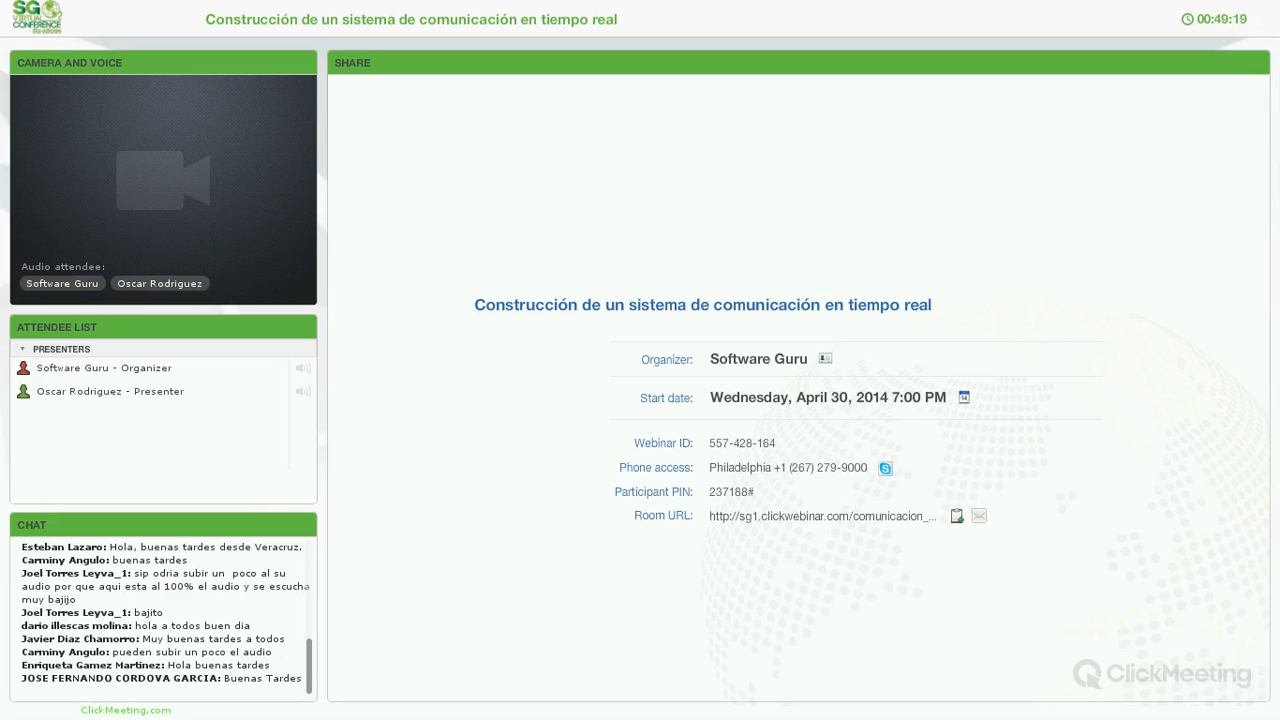 SG
VIRTUAL
CONFERENCE
Construcción de un sistema de comunicación en tiempo real
00:49:19
CAMERA AND VOICE
Audio attendee:
Software Guru
Oscar Rodriguez
ATTENDEE LIST
PRESENTERS
Software Guru - Organizer
Oscar Rodriguez - Presenter
CHAT
Esteban Lazaro: Hola, buenas tardes desde Veracruz.
Carminy Angulo: buenas tardes
Joel Torres Leyva_1: sip odria subir un poco al su
audio por que aqui esta al 100% el audio y se escucha
muy bajijo
Joel Torres Leyva_1: bajito
dario illescas molina: hola a todos buen dia
Javier Diaz Chamorro: Muy buenas tardes a todos
Carminy Angulo: pueden subir un poco el audio
Enriqueta Gamez Martinez: Hola buenas tardes
JOSE FERNANDO CORDOVA GARCIA: Buenas Tardes
ClickMeeting.com
SHARE
Construcción de un sistema de comunicación en tiempo real
Organizer: Software Guru
Start date: Wednesday, April 30, 2014 7:00 PM
Webinar ID: 557-428-164
Phone access: Philadelphia +1 (267) 279-9000
Participant PIN: 237188#
Room URL: http://sg1.clickwebinar.com/comunicacion_...
ClickMeeting